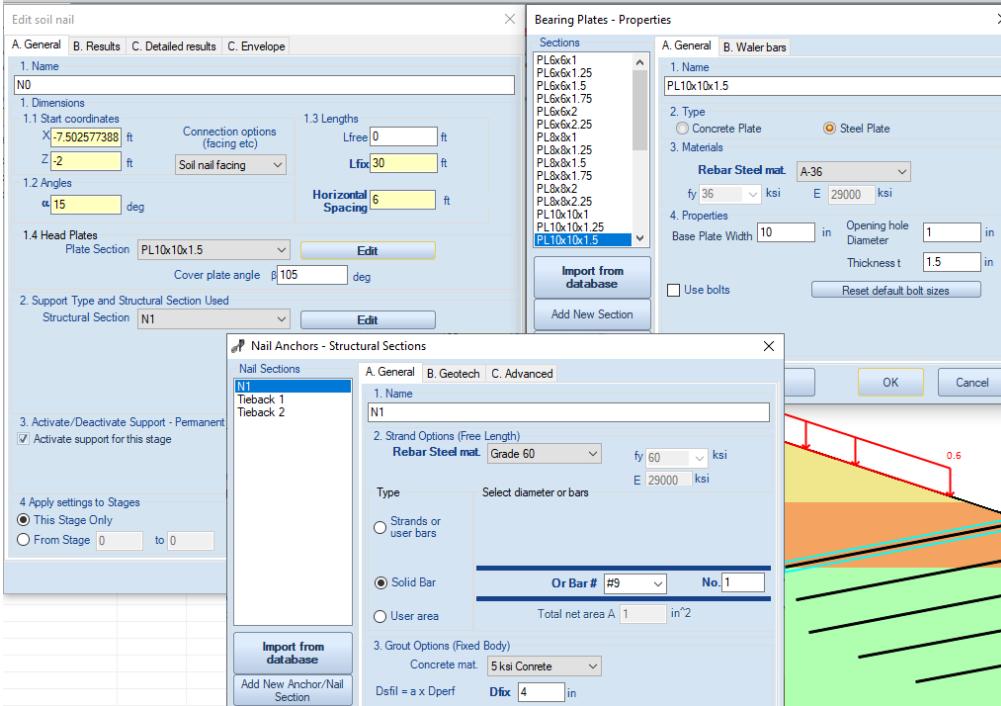 Edit soil nail
A. General B. Results C. Detailed results C. Envelope
1. Name
N0
1. Dimensions
1.1 Start coordinates
X -7.502577388 ft
Z -2 ft
Connection options
(facing etc)
Soil nail facing
1.3 Lengths
Lfree 0 ft
Lfix 30 ft
1.2 Angles
α 15 deg
Horizontal
Spacing 6 ft
1.4 Head Plates
Plate Section PL10x10x1.5 Edit
Cover plate angle β 105 deg
2. Support Type and Structural Section Used
Structural Section N1 Edit
3. Activate/Deactivate Support - Permanent
Activate support for this stage
4 Apply settings to Stages
This Stage Only
From Stage 0 to 0
Bearing Plates - Properties
Sections
PL6x6x1
PL6x6x1.25
PL6x6x1.5
PL6x6x1.75
PL6x6x2
PL6x6x2.25
PL8x8x1
PL8x8x1.25
PL8x8x1.5
PL8x8x1.75
PL8x8x2
PL8x8x2.25
PL10x10x1
PL10x10x1.25
PL10x10x1.5
Import from
database
Add New Section
A. General B. Waler bars
1. Name
PL10x10x1.5
2. Type
Concrete Plate Steel Plate
3. Materials
Rebar Steel mat. A-36
fy 36 ksi E 29000 ksi
4. Properties
Base Plate Width 10 in
Opening hole
Diameter 1 in
Thickness t 1.5 in
Use bolts Reset default bolt sizes
OK Cancel
Nail Anchors - Structural Sections
Nail Sections
N1
Tieback 1
Tieback 2
Import from
database
Add New Anchor/Nail
Section
A. General B. Geotech C. Advanced
1. Name
N1
2. Strand Options (Free Length)
Rebar Steel mat. Grade 60 fy 60 ksi
E 29000 ksi
Type Select diameter or bars
Strands or
user bars
Solid Bar Or Bar # #9 No. 1
User area Total net area A 1 in^2
3. Grout Options (Fixed Body)
Concrete mat. 5 ksi Conrete
Dsfil = a x Dperf Dfix 4 in
0.6